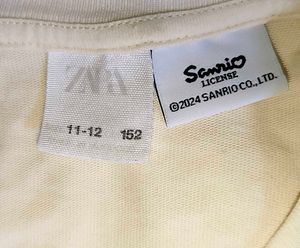 ZARA
11-12 152
Sanrio
LICENSE
©2024 SANRIO CO., LTD.